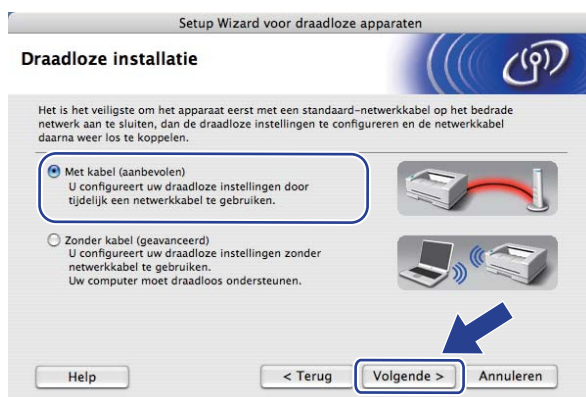 Setup Wizard voor draadloze apparaten
Draadloze installatie
Het is het veiligste om het apparaat eerst met een standaard-netwerkkabel op het bedrade
netwerk aan te sluiten, dan de draadloze instellingen te configureren en de netwerkkabel
daarna weer los te koppelen.
Met kabel (aanbevolen)
U configureert uw draadloze instellingen door
tijdelijk een netwerkkabel te gebruiken.
Zonder kabel (geavanceerd)
U configureert uw draadloze instellingen zonder
netwerkkabel te gebruiken.
Uw computer moet draadloos ondersteunen.
Help
< Terug
Volgende >
Annuleren